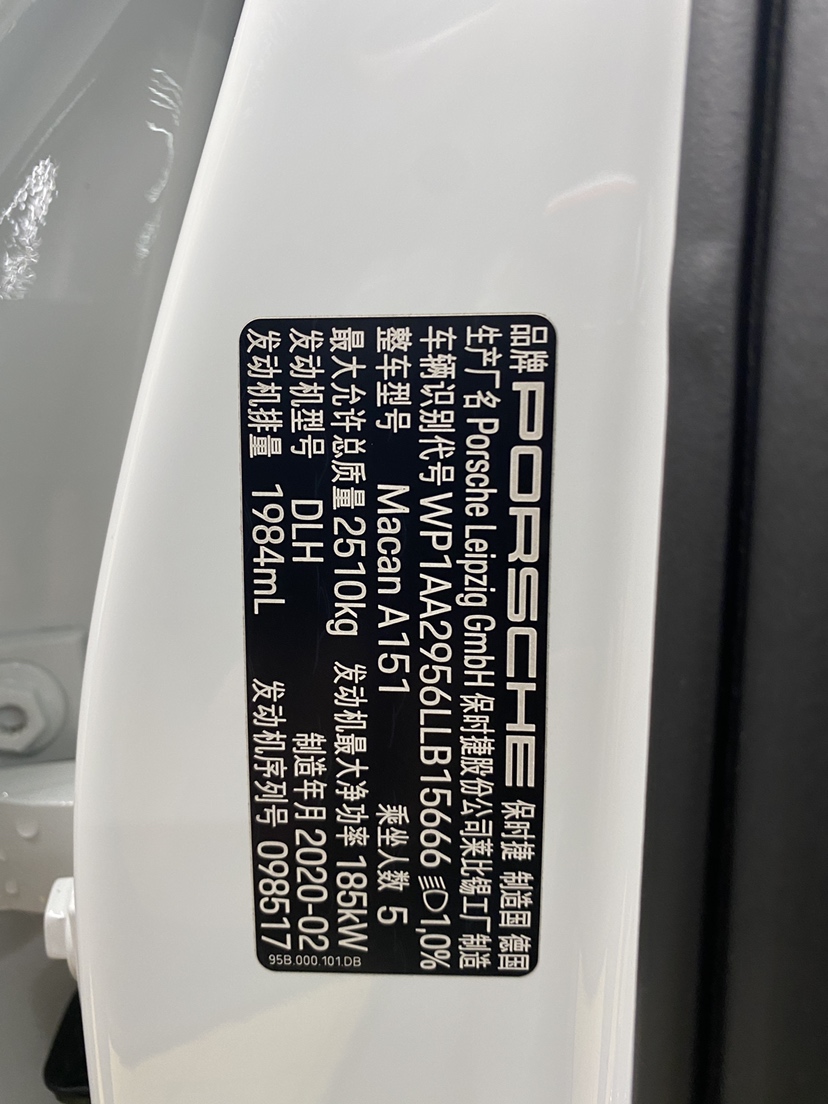 品牌 PORSCHE 保时捷 制造国 德国
生产厂名 Porsche Leipzig GmbH 保时捷股份公司莱比锡工厂 制造
车辆识别代号 WP1AA2956LLB15666 1,0%
整车型号 Macan A151 乘坐人数 5
最大允许总质量 2510kg 发动机最大净功率 185kW
发动机型号 DLH 制造年月 2020-02
发动机排量 1984mL 发动机序列号 098517
95B.000.101.DB